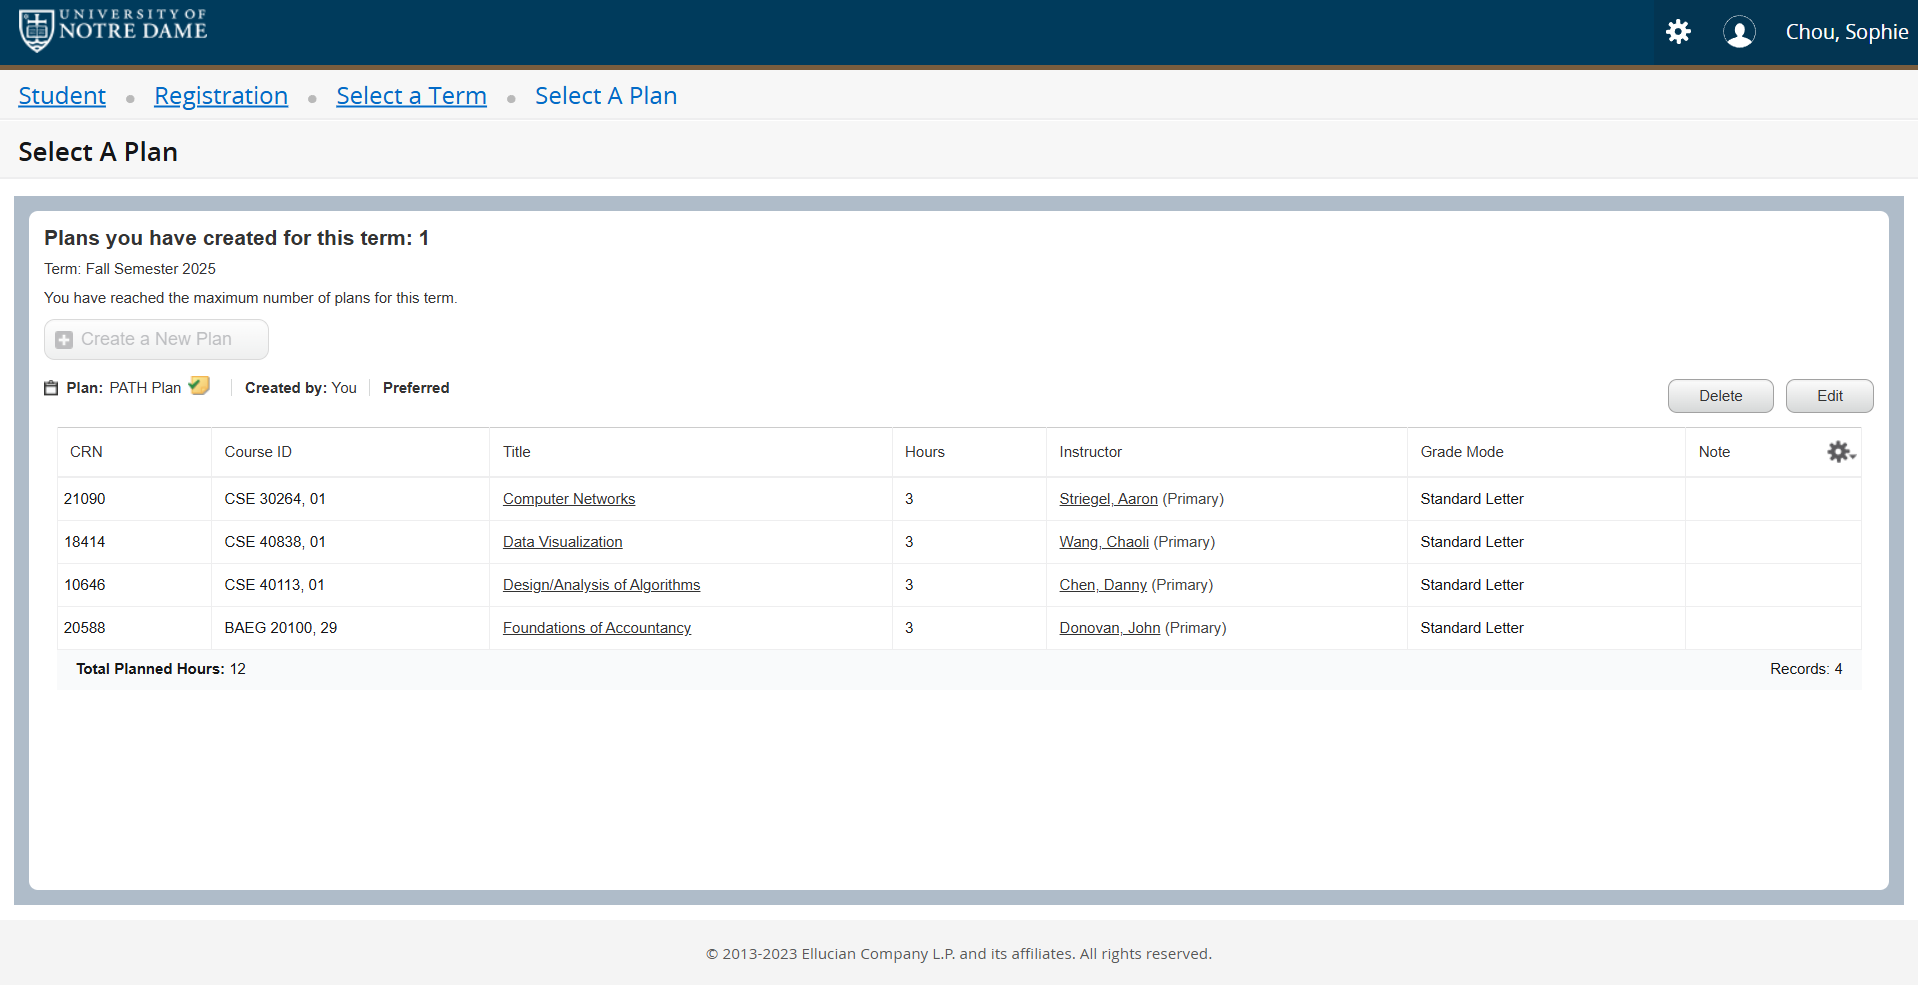 UNIVERSITY OF
NOTRE DAME
Chou, Sophie
Student • Registration • Select a Term • Select A Plan
Select A Plan
Plans you have created for this term: 1
Term: Fall Semester 2025
You have reached the maximum number of plans for this term.
Create a New Plan
Plan: PATH Plan Created by: You Preferred Delete Edit
CRN Course ID Title Hours Instructor Grade Mode Note
21090 CSE 30264, 01 Computer Networks 3 Striegel, Aaron (Primary) Standard Letter
18414 CSE 40838, 01 Data Visualization 3 Wang, Chaoli (Primary) Standard Letter
10646 CSE 40113, 01 Design/Analysis of Algorithms 3 Chen, Danny (Primary) Standard Letter
20588 BAEG 20100, 29 Foundations of Accountancy 3 Donovan, John (Primary) Standard Letter
Total Planned Hours: 12 Records: 4
© 2013-2023 Ellucian Company L.P. and its affiliates. All rights reserved.